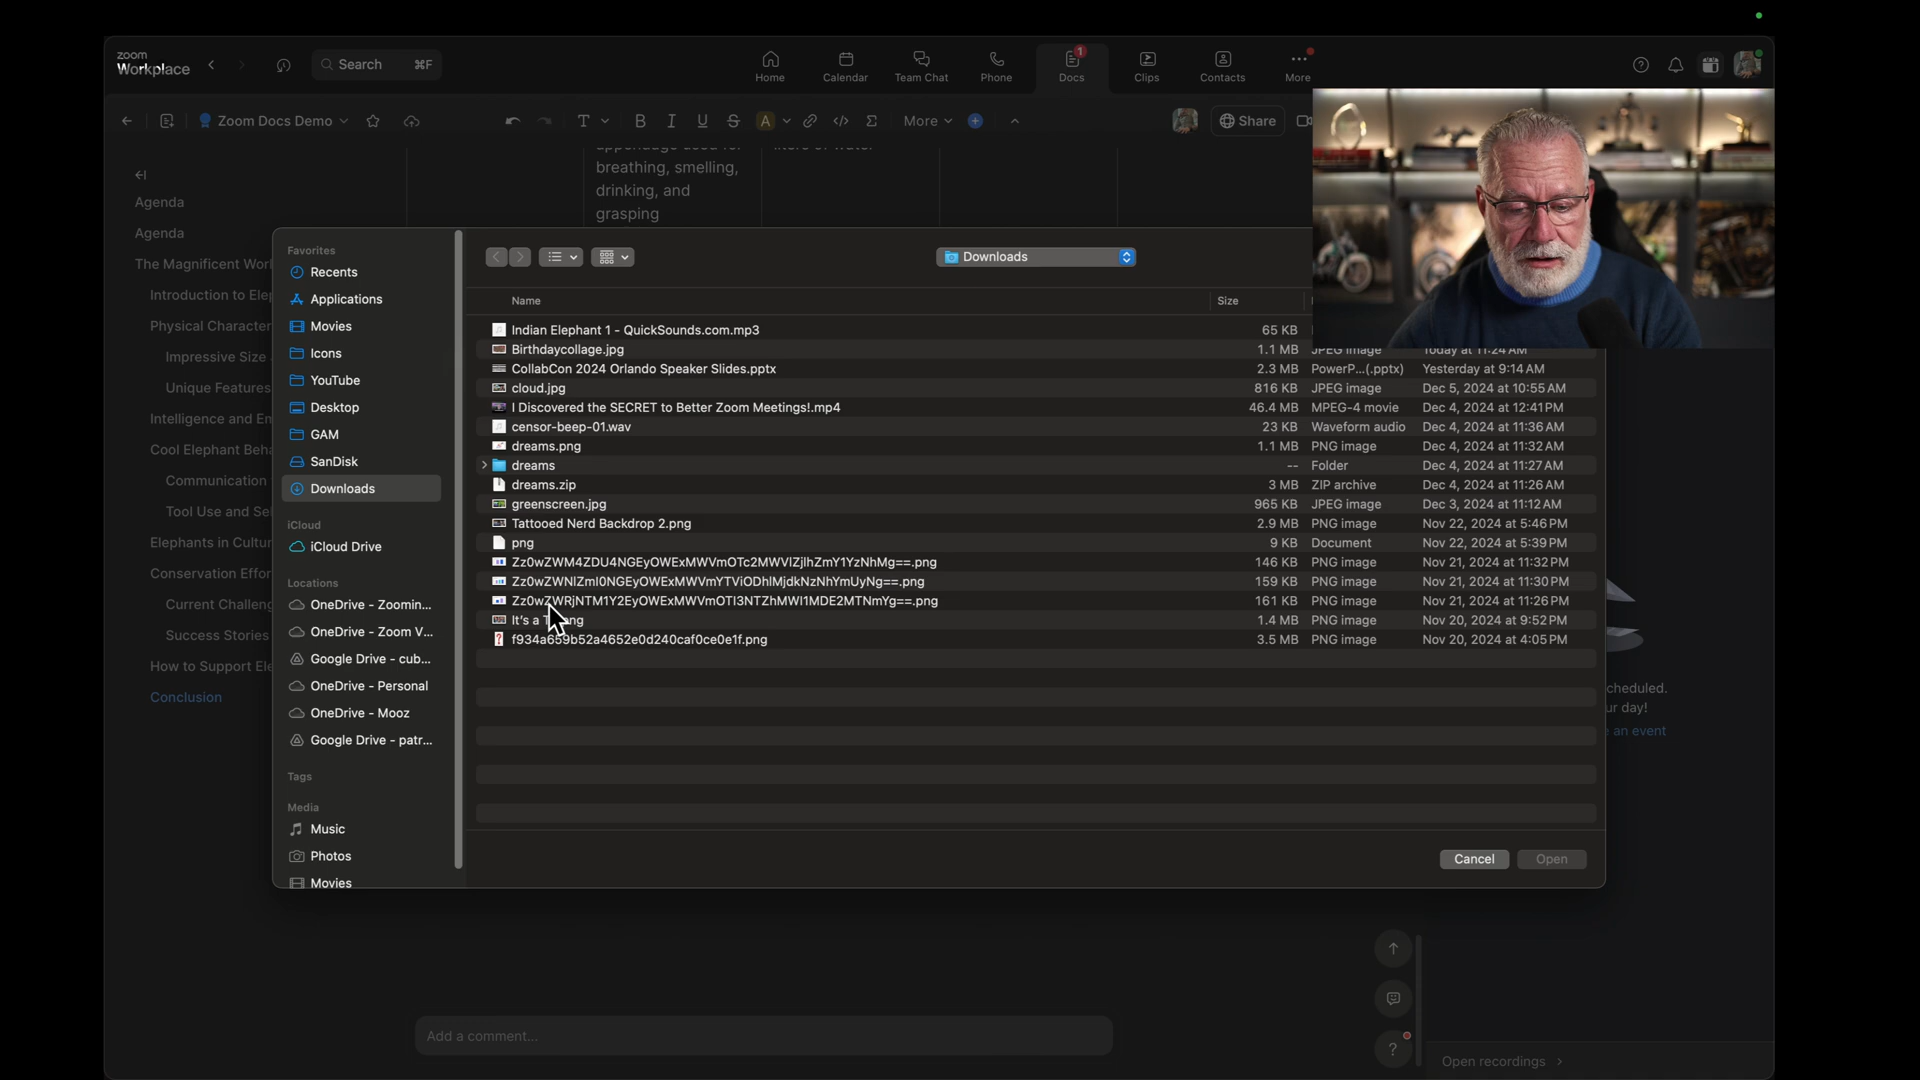 zoom
Workplace
Search ⌘F
Home
Calendar
Team Chat
Phone
1
Docs
Clips
Contacts
More
Zoom Docs Demo
T
B
I
U
S
A
More
Share
breathing, smelling,
drinking, and
grasping
Agenda
Agenda
The Magnificent Worl
Introduction to Ele
Physical Character
Impressive Size
Unique Features
Intelligence and Em
Cool Elephant Beha
Communication
Tool Use and Se
Elephants in Cultur
Conservation Effor
Current Challeng
Success Stories
How to Support Ele
Conclusion
Favorites
Recents
Applications
Movies
Icons
YouTube
Desktop
GAM
SanDisk
Downloads
iCloud
iCloud Drive
Locations
OneDrive - Zoomin...
OneDrive - Zoom V...
Google Drive - cub...
OneDrive - Personal
OneDrive - Mooz
Google Drive - patr...
Tags
Media
Music
Photos
Movies
Downloads
Name Size
Indian Elephant 1 - QuickSounds.com.mp3 65 KB
Birthdaycollage.jpg 1.1 MB JPEG image Today at 11:24 AM
CollabCon 2024 Orlando Speaker Slides.pptx 2.3 MB PowerP...(.pptx) Yesterday at 9:14 AM
cloud.jpg 816 KB JPEG image Dec 5, 2024 at 10:55 AM
I Discovered the SECRET to Better Zoom Meetings!.mp4 46.4 MB MPEG-4 movie Dec 4, 2024 at 12:41 PM
censor-beep-01.wav 23 KB Waveform audio Dec 4, 2024 at 11:36 AM
dreams.png 1.1 MB PNG image Dec 4, 2024 at 11:32 AM
dreams -- Folder Dec 4, 2024 at 11:27 AM
dreams.zip 3 MB ZIP archive Dec 4, 2024 at 11:26 AM
greenscreen.jpg 965 KB JPEG image Dec 3, 2024 at 11:12 AM
Tattooed Nerd Backdrop 2.png 2.9 MB PNG image Nov 22, 2024 at 5:46 PM
png 9 KB Document Nov 22, 2024 at 5:39 PM
Zz0wZWM4ZDU4NGEyOWExMWVmOTc2MWVlZjlhZmY1YzNhMg==.png 146 KB PNG image Nov 21, 2024 at 11:32 PM
Zz0wZWNlZmI0NGEyOWExMWVmYTViODhlMjdkNzNhYmUyNg==.png 159 KB PNG image Nov 21, 2024 at 11:30 PM
Zz0wZWRjNTM1Y2EyOWExMWVmOTI3NTZhMWI1MDE2MTNmYg==.png 161 KB PNG image Nov 21, 2024 at 11:26 PM
It's a 1.4 MB PNG image Nov 20, 2024 at 9:52 PM
f934a659b52a4652e0d240caf0ce0e1f.png 3.5 MB PNG image Nov 20, 2024 at 4:05 PM
Cancel
Open
cheduled.
ur day!
an event
Add a comment...
?
Open recordings >